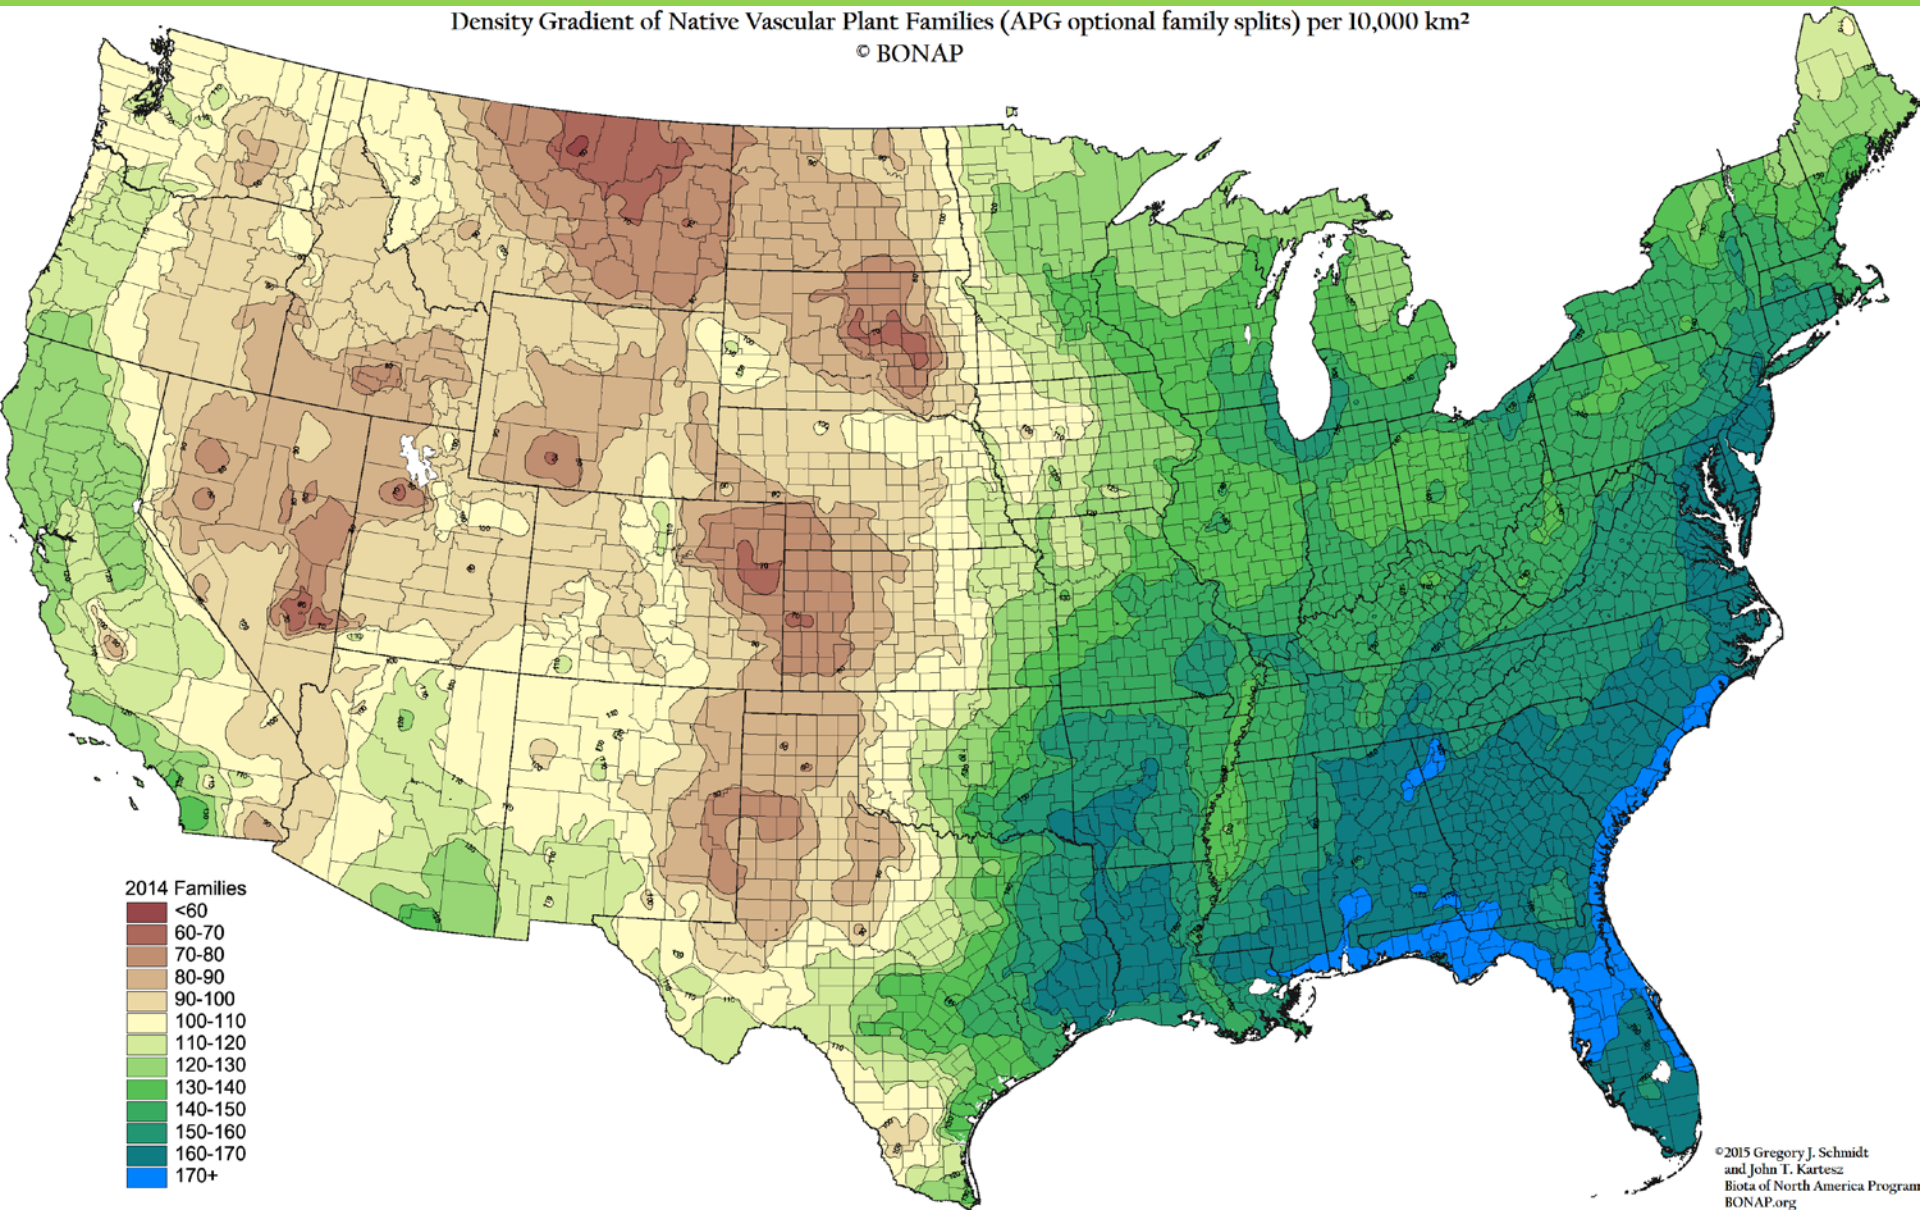 Density Gradient of Native Vascular Plant Families (APG optional family splits) per 10,000 km²
© BONAP
2014 Families
<60
60-70
70-80
80-90
90-100
100-110
110-120
120-130
130-140
140-150
150-160
160-170
170+
©2015 Gregory J. Schmidt
and John T. Kartesz
Biota of North America Program
BONAP.org